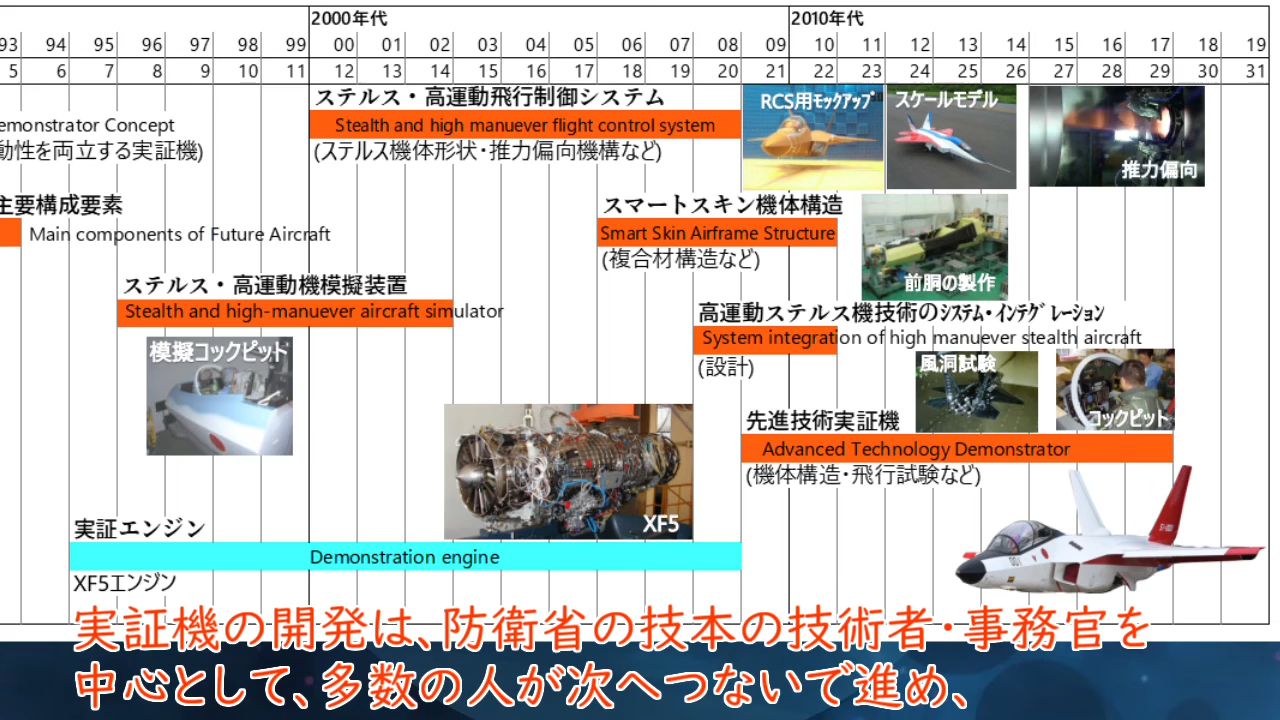 2000年代 2010年代
93 94 95 96 97 98 99 00 01 02 03 04 05 06 07 08 09 10 11 12 13 14 15 16 17 18 19
5 6 7 8 9 10 11 12 13 14 15 16 17 18 19 20 21 22 23 24 25 26 27 28 29 30 31
ステルス・高運動飛行制御システム
RCS用ﾓｯｸｱｯﾌﾟ
スケールモデル
emonstrator Concept
Stealth and high manuever flight control system
動性を両立する実証機)
(ステルス機体形状・推力偏向機構など)
推力偏向
主要構成要素
スマートスキン機体構造
Main components of Future Aircraft
Smart Skin Airframe Structure
(複合材構造など)
ステルス・高運動機模擬装置
前胴の製作
Stealth and high-manuever aircraft simulator
高運動ステルス機技術のｼｽﾃﾑ・ｲﾝﾃｸﾞﾚｰｼｮﾝ
System integration of high manuever stealth aircraft
模擬コックピット
(設計)
風洞試験
コックピット
先進技術実証機
Advanced Technology Demonstrator
(機体構造・飛行試験など)
XF5
実証エンジン
Demonstration engine
XF5ｴﾝｼﾞﾝ
001
実証機の開発は、防衛省の技本の技術者・事務官を
中心として、多数の人が次へつないで進め、